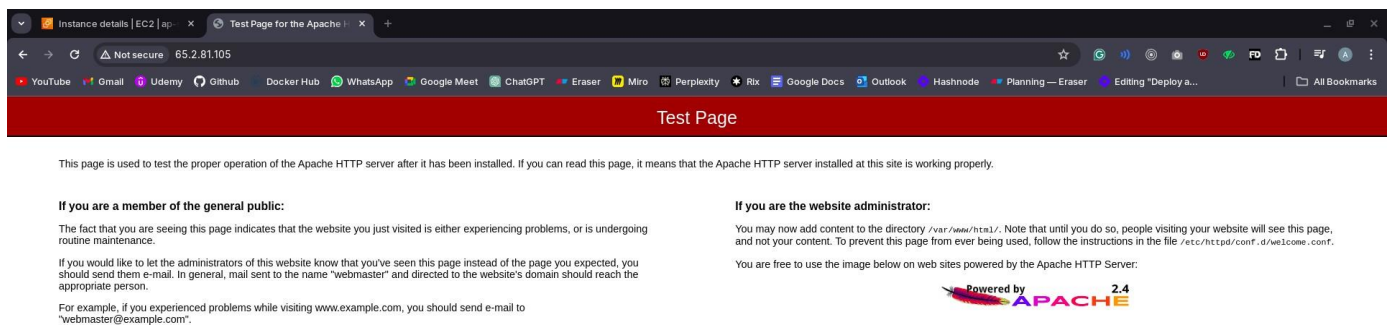 Instance details | EC2 | ap-
Test Page for the Apache H
Not secure 65.2.81.105
YouTube Gmail Udemy Github Docker Hub WhatsApp Google Meet ChatGPT Eraser Miro Perplexity Rix Google Docs Outlook Hashnode Planning — Eraser Editing "Deploy a... All Bookmarks
Test Page
This page is used to test the proper operation of the Apache HTTP server after it has been installed. If you can read this page, it means that the Apache HTTP server installed at this site is working properly.
If you are a member of the general public:
The fact that you are seeing this page indicates that the website you just visited is either experiencing problems, or is undergoing
routine maintenance.
If you would like to let the administrators of this website know that you've seen this page instead of the page you expected, you
should send them e-mail. In general, mail sent to the name "webmaster" and directed to the website's domain should reach the
appropriate person.
For example, if you experienced problems while visiting www.example.com, you should send e-mail to
"webmaster@example.com".
If you are the website administrator:
You may now add content to the directory /var/www/html/. Note that until you do so, people visiting your website will see this page,
and not your content. To prevent this page from ever being used, follow the instructions in the file /etc/httpd/conf.d/welcome.conf.
You are free to use the image below on web sites powered by the Apache HTTP Server:
Powered by 2.4
APACHE